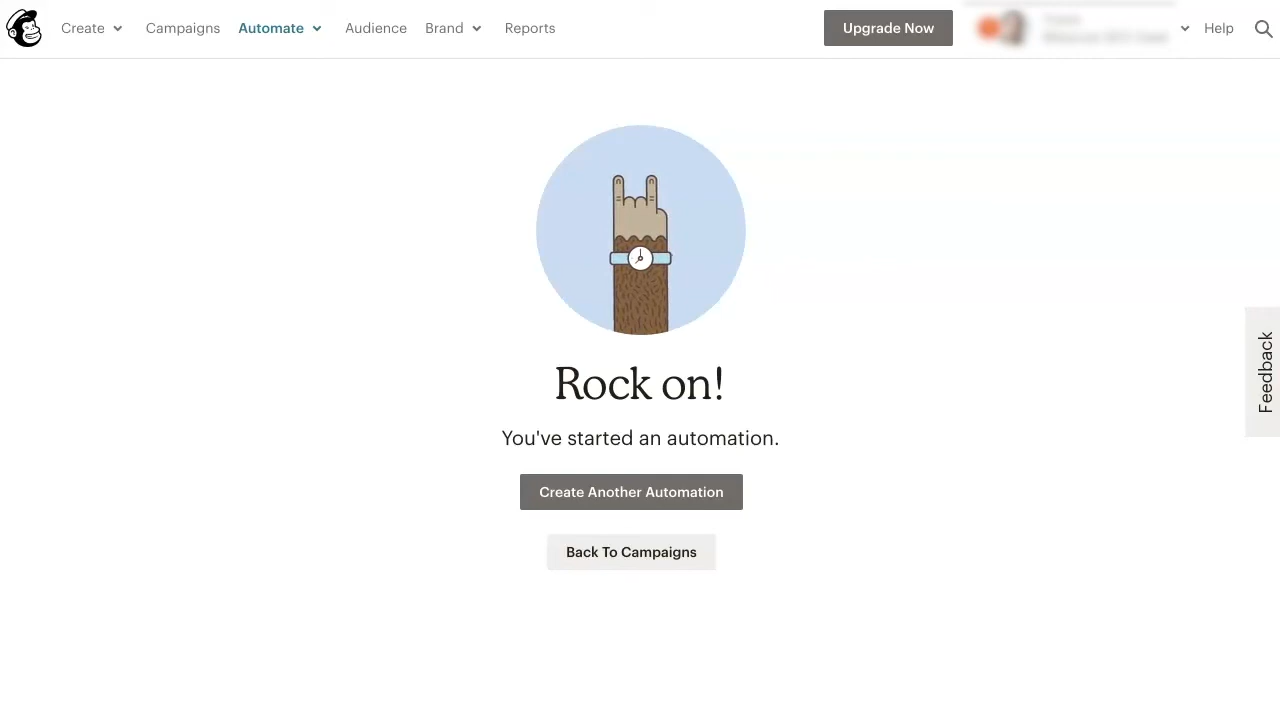 Create
Campaigns
Automate
Audience
Brand
Reports
Upgrade Now
Help
Rock on!
You've started an automation.
Create Another Automation
Back To Campaigns
Feedback